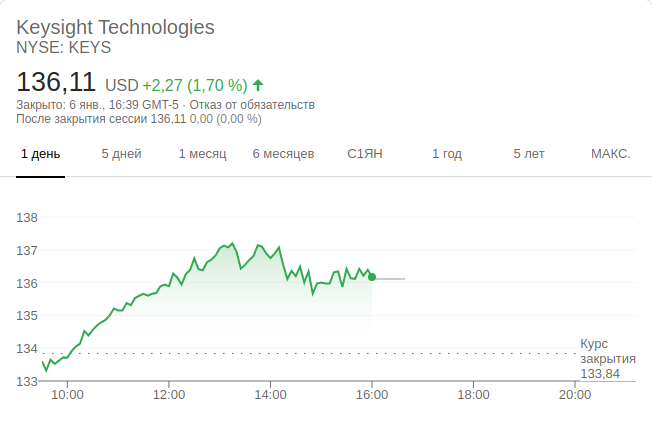 Keysight Technologies
NYSE: KEYS
136,11 USD +2,27 (1,70 %)
Закрыто: 6 янв., 16:39 GMT-5 · Отказ от обязательств
После закрытия сессии 136,11 0,00 (0,00 %)
1 день 5 дней 1 месяц 6 месяцев С1ЯН 1 год 5 лет МАКС.
138
137
136
135
134
133
Курс
закрытия
133,84
10:00 12:00 14:00 16:00 18:00 20:00